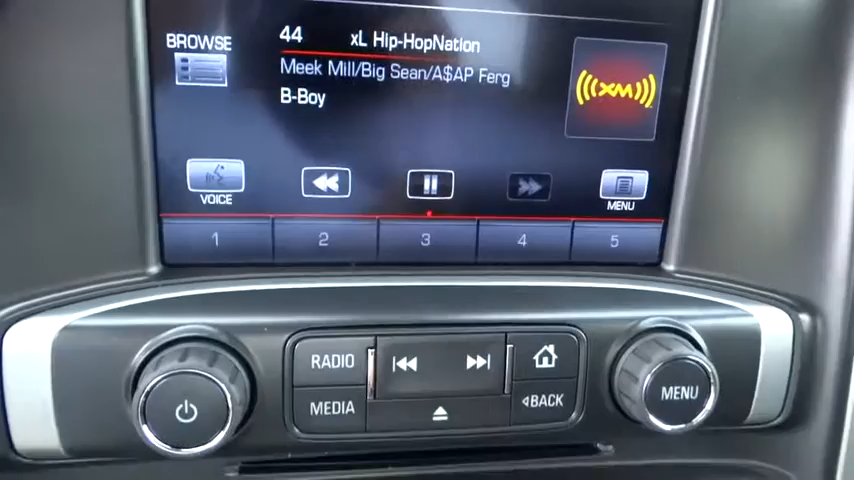 BROWSE
44 xL Hip-HopNation
Meek Mill/Big Sean/A$AP Ferg
B-Boy
XM
VOICE
MENU
1 2 3 4 5
RADIO
MEDIA
BACK
MENU